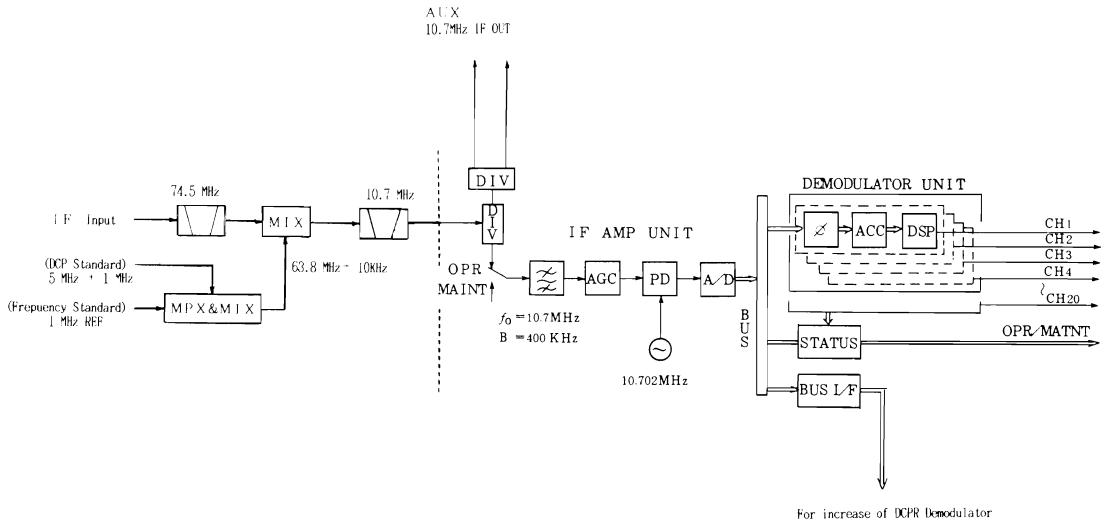 AUX
10.7MHz IF OUT
DIV
74.5 MHz
10.7 MHz
DEMODULATOR UNIT
IF Input
MIX
DIV
IF AMP UNIT
ø
ACC
DSP
CH1
CH2
CH3
CH4
~
CH20
(DCP Standard)
5 MHz + 1 MHz
63.8 MHz - 10KHz
OPR
MAINT
AGC
PD
A/D
(Frepuency Standard)
1 MHz REF
MPX&MIX
f0 = 10.7MHz
B = 400 KHz
BUS
STATUS
OPR/MATNT
10.702MHz
BUS I/F
For increase of DCPR Demodulator